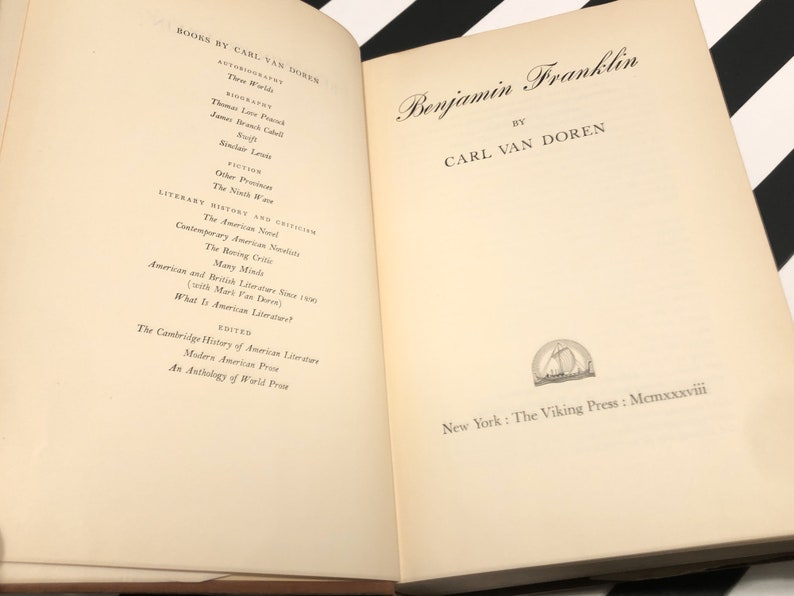 BOOKS BY CARL VAN DOREN
AUTOBIOGRAPHY
Three Worlds
BIOGRAPHY
Thomas Love Peacock
James Branch Cabell
Swift
Sinclair Lewis
FICTION
Other Provinces
The Ninth Wave
LITERARY HISTORY AND CRITICISM
The American Novel
Contemporary American Novelists
The Roving Critic
Many Minds
American and British Literature Since 1890
(with Mark Van Doren)
What Is American Literature?
EDITED
The Cambridge History of American Literature
Modern American Prose
An Anthology of World Prose
Benjamin Franklin
BY
CARL VAN DOREN
New York : The Viking Press : Mcmxxxviii